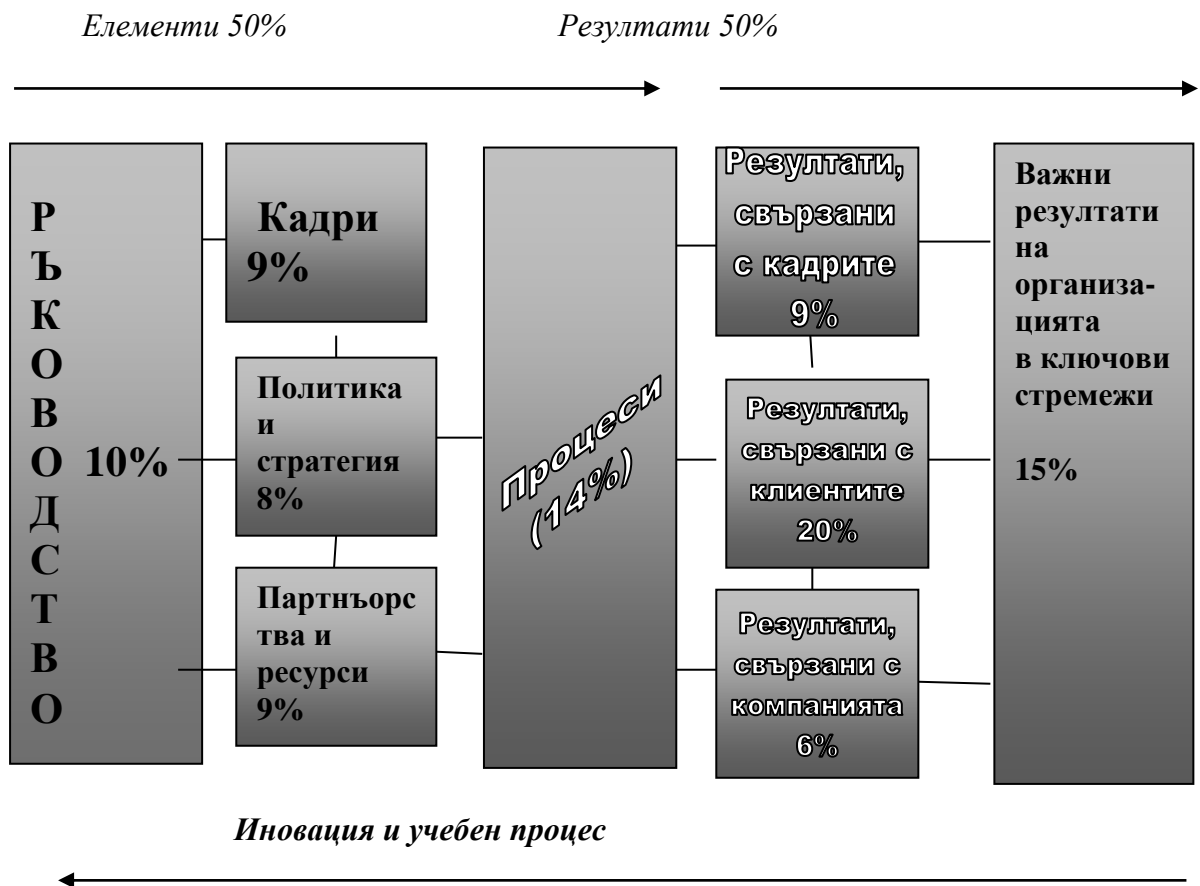 Елементи 50%
Резултати 50%
РЪКОВОДСТВО
10%
Кадри
9%
Политика
и
стратегия
8%
Партнъорс
тва и
ресурси
9%
Процеси
(14%)
Резултати,
свързани
с кадрите
9%
Резултати,
свързани с
клиентите
20%
Резултати,
свързани с
компанията
6%
Важни
резултати
на
организа-
цията
в ключови
стремежи
15%
Иновация и учебен процес